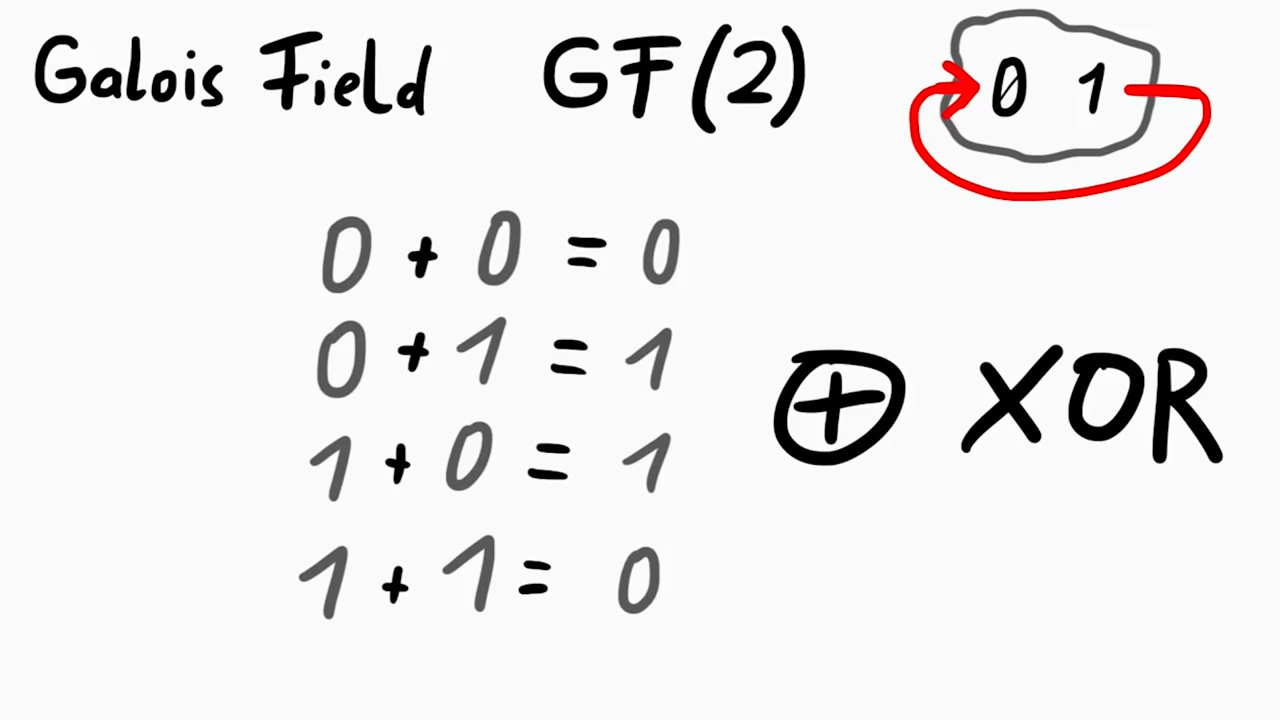 Galois Field GF(2) 0 1
0 + 0 = 0
0 + 1 = 1
⊕ XOR
1 + 0 = 1
1 + 1 = 0